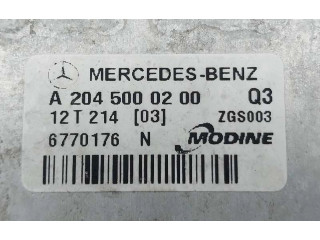 MERCEDES-BENZ
A 204 500 02 00 Q3
12 T 214 [03] ZGS003
6770176 N MODINE